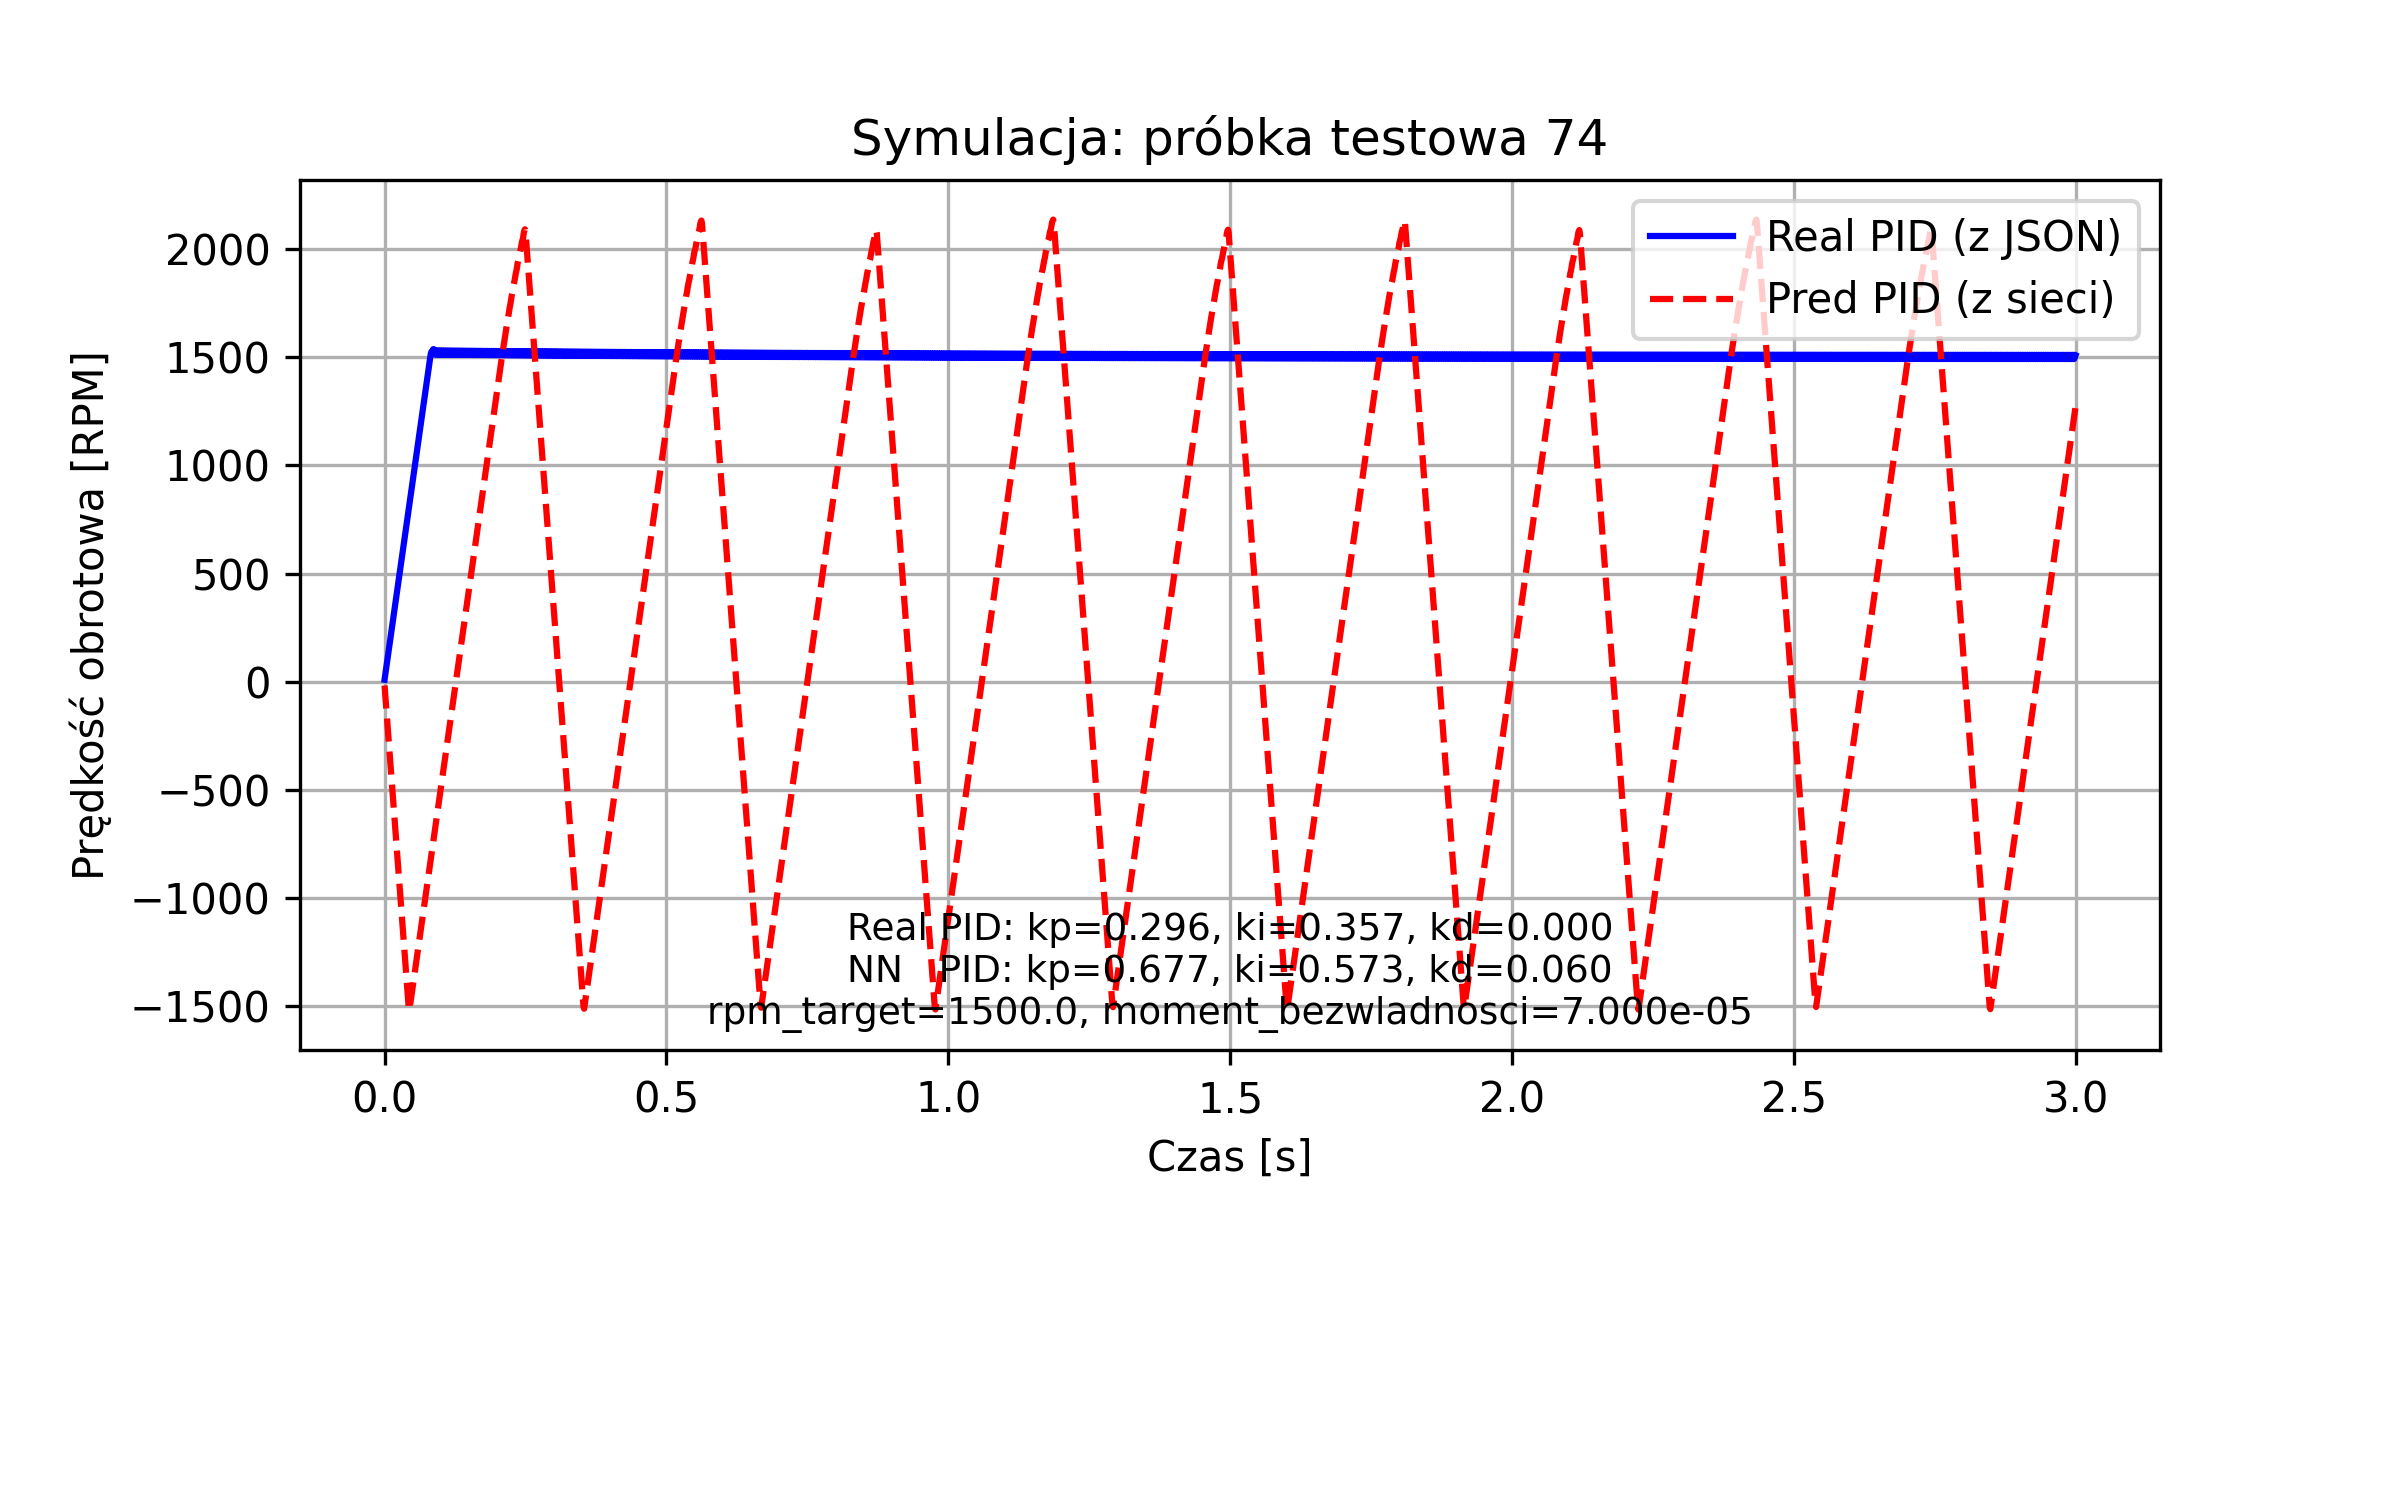 Symulacja: próbka testowa 74
Prędkość obrotowa [RPM]
2000
1500
1000
500
0
−500
−1000
−1500
Real PID (z JSON)
Pred PID (z sieci)
Real PID: kp=0.296, ki=0.357, kd=0.000
NN   PID: kp=0.677, ki=0.573, kd=0.060
rpm_target=1500.0, moment_bezwladnosci=7.000e-05
0.0 0.5 1.0 1.5 2.0 2.5 3.0
Czas [s]